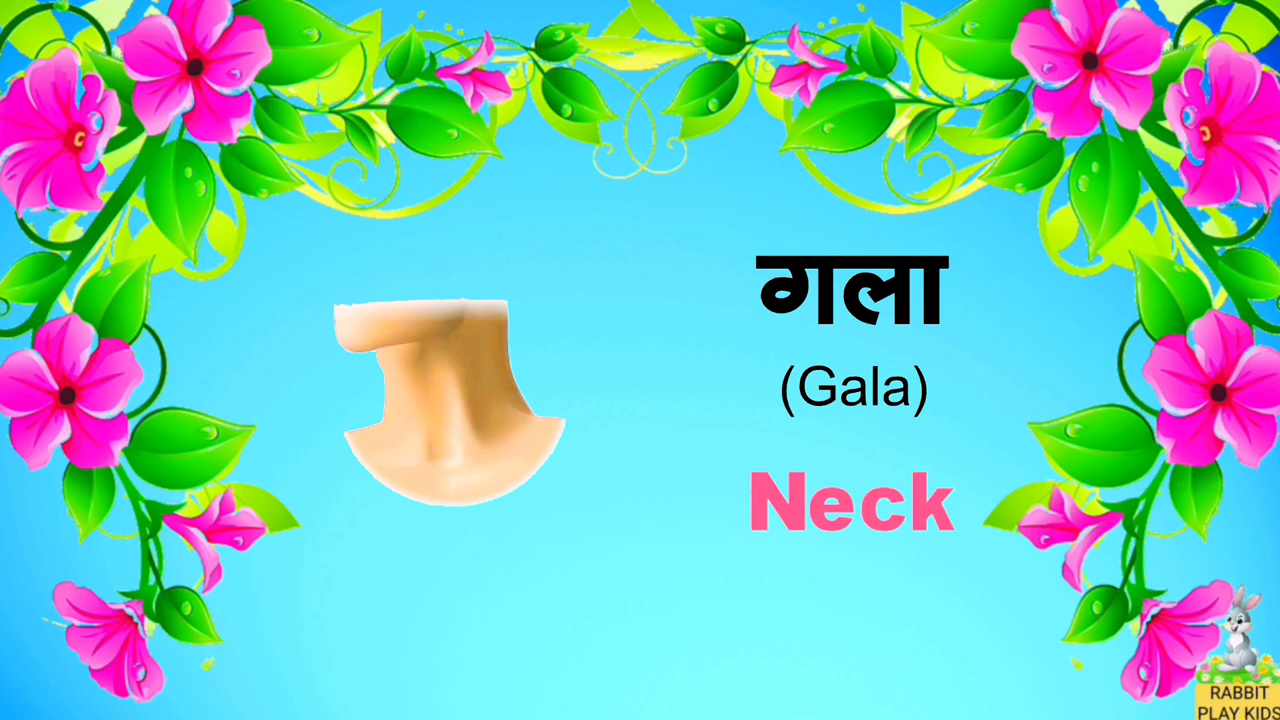 गला
(Gala)
Neck
RABBIT
PLAY KIDS